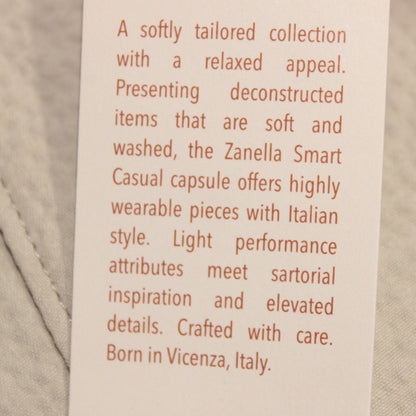 A softly tailored collection
with a relaxed appeal.
Presenting deconstructed
items that are soft and
washed, the Zanella Smart
Casual capsule offers highly
wearable pieces with Italian
style. Light performance
attributes meet sartorial
inspiration and elevated
details. Crafted with care.
Born in Vicenza, Italy.